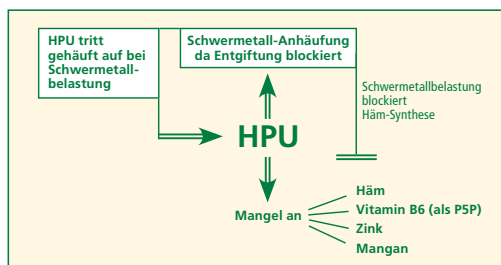 HPU tritt
gehäuft auf bei
Schwermetall-
belastung
Schwermetall-Anhäufung
da Entgiftung blockiert
Schwermetallbelastung
blockiert
Häm-Synthese
HPU
Mangel an
Häm
Vitamin B6 (als P5P)
Zink
Mangan